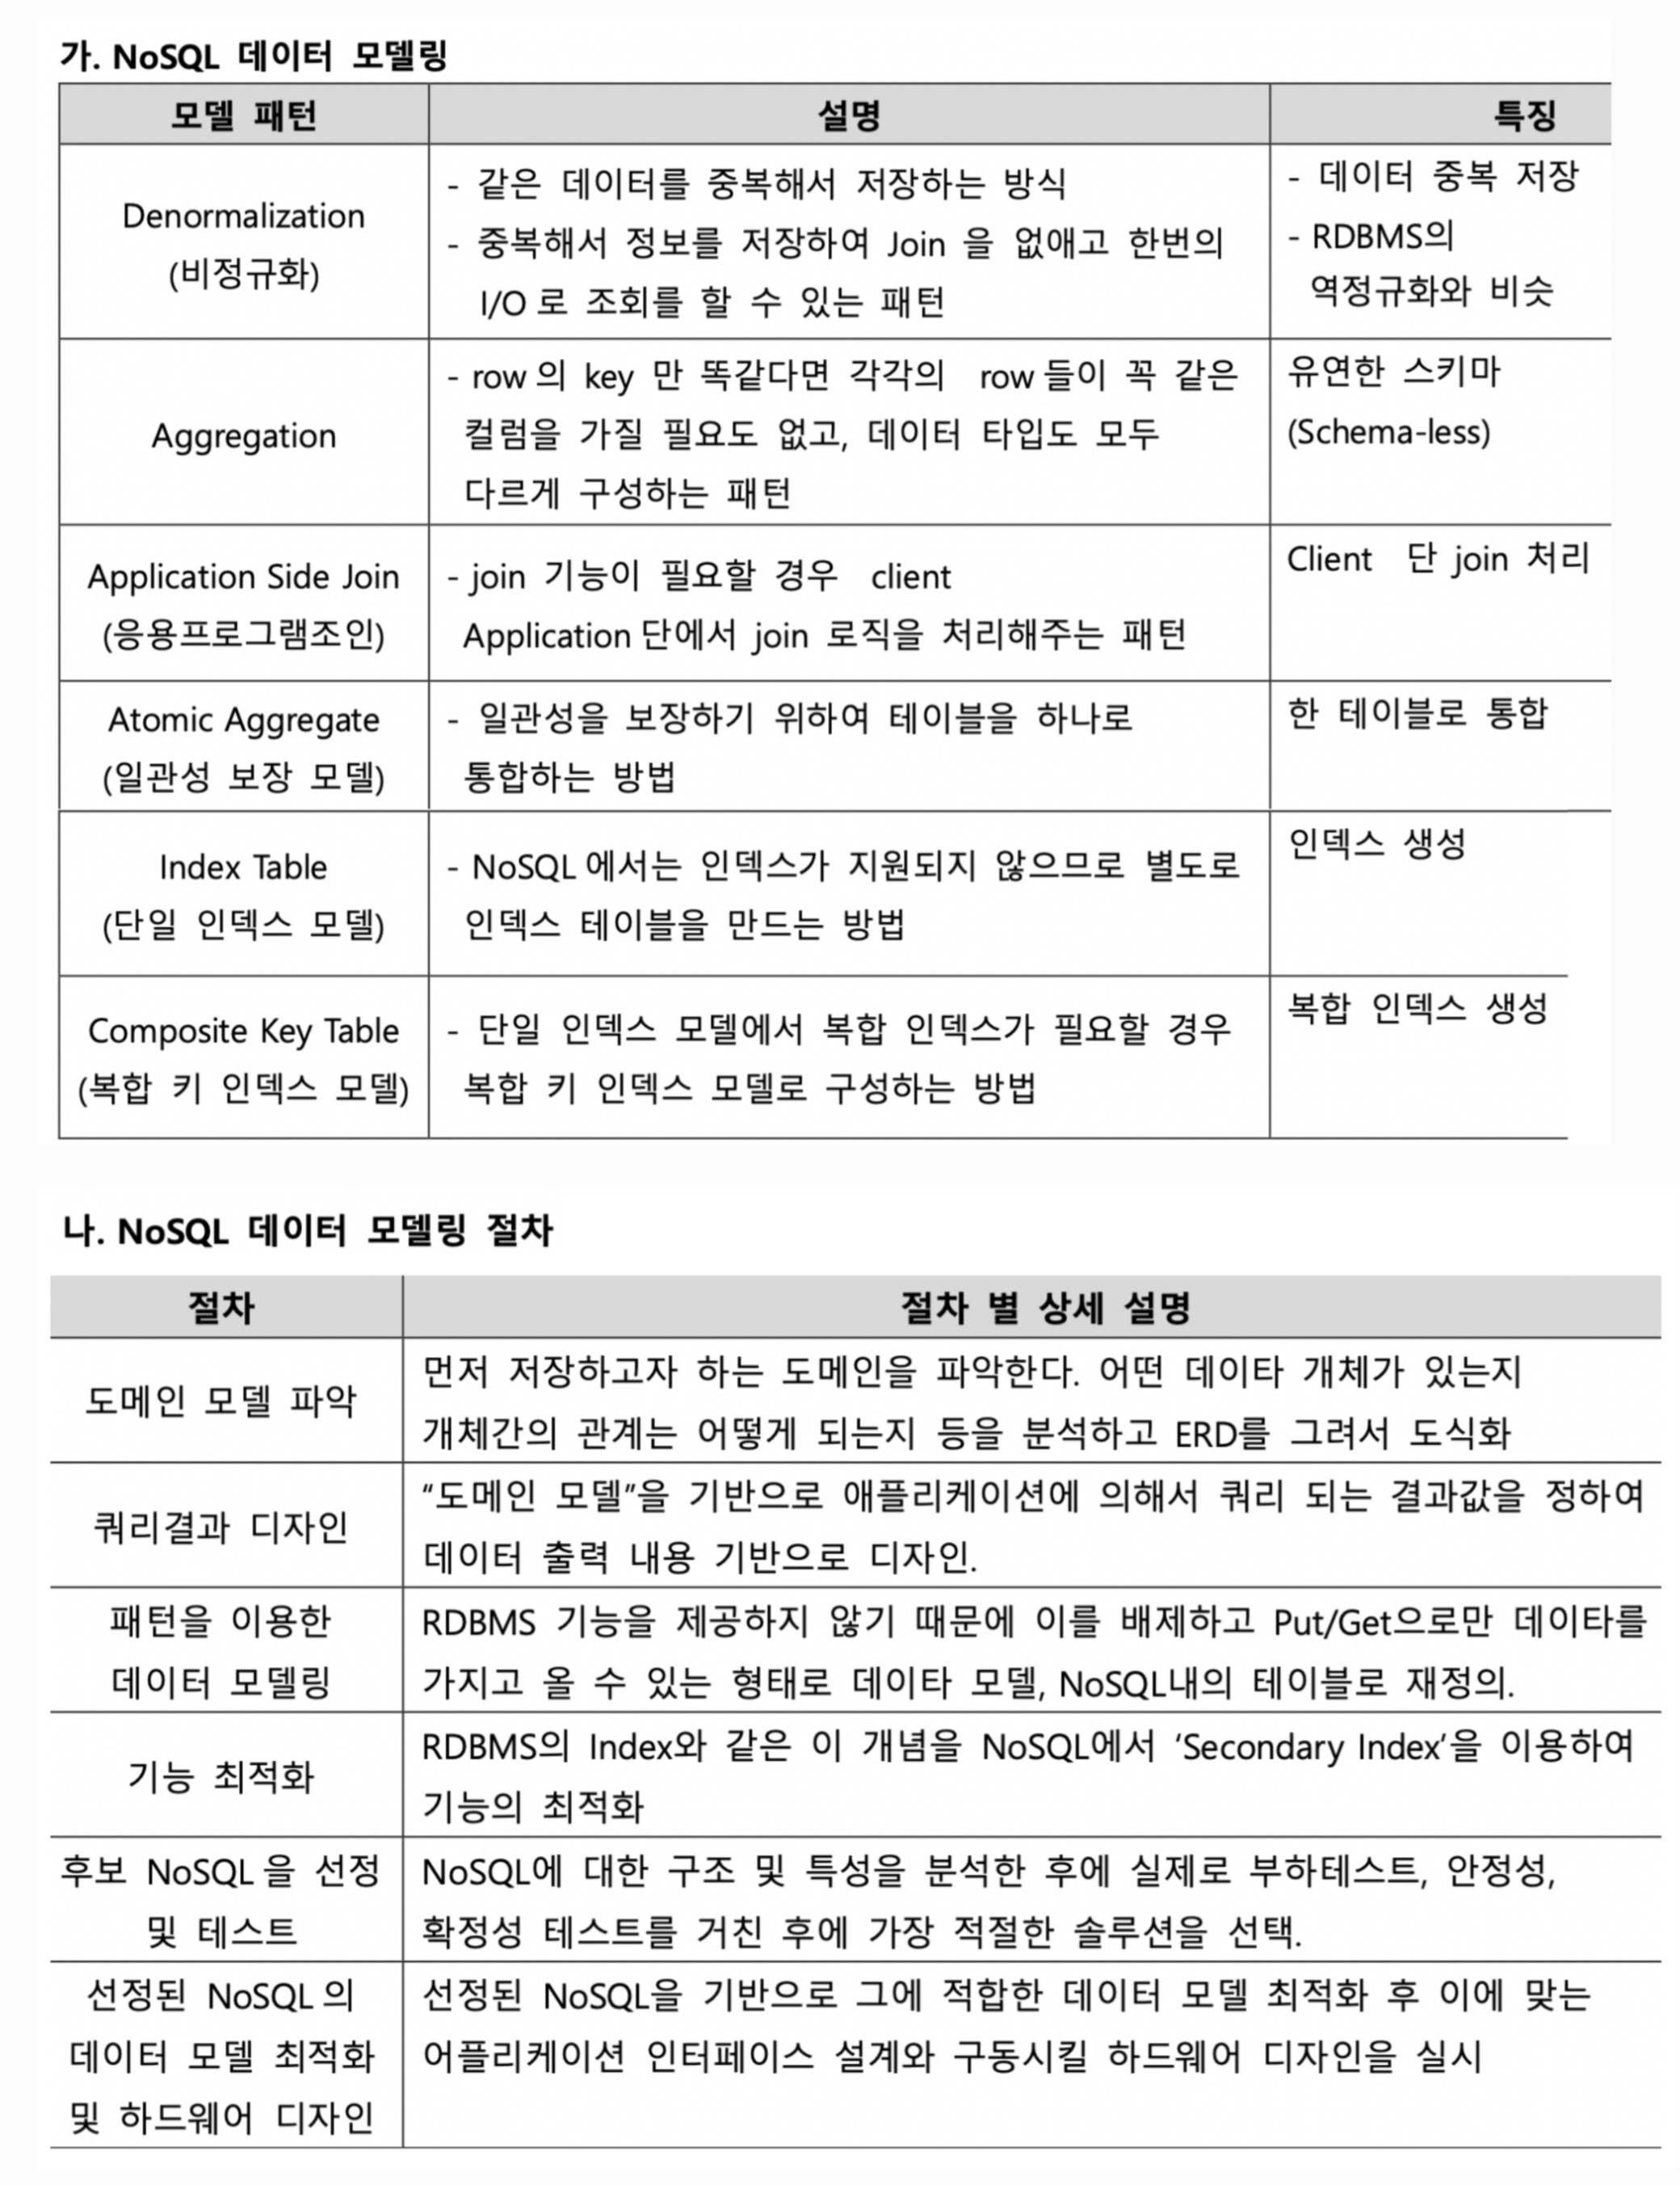 가. NoSQL 데이터 모델링
모델 패턴 설명 특징
Denormalization
(비정규화)
- 같은 데이터를 중복해서 저장하는 방식
- 중복해서 정보를 저장하여 Join 을 없애고 한번의
I/O 로 조회를 할 수 있는 패턴
- 데이터 중복 저장
- RDBMS의
역정규화와 비슷
Aggregation
- row 의 key 만 똑같다면 각각의 row 들이 꼭 같은
컬럼을 가질 필요도 없고, 데이터 타입도 모두
다르게 구성하는 패턴
유연한 스키마
(Schema-less)
Application Side Join
(응용프로그램조인)
- join 기능이 필요할 경우 client
Application 단에서 join 로직을 처리해주는 패턴
Client 단 join 처리
Atomic Aggregate
(일관성 보장 모델)
- 일관성을 보장하기 위하여 테이블을 하나로
통합하는 방법
한 테이블로 통합
Index Table
(단일 인덱스 모델)
- NoSQL 에서는 인덱스가 지원되지 않으므로 별도로
인덱스 테이블을 만드는 방법
인덱스 생성
Composite Key Table
(복합 키 인덱스 모델)
- 단일 인덱스 모델에서 복합 인덱스가 필요할 경우
복합 키 인덱스 모델로 구성하는 방법
복합 인덱스 생성
나. NoSQL 데이터 모델링 절차
절차 절차 별 상세 설명
도메인 모델 파악
먼저 저장하고자 하는 도메인을 파악한다. 어떤 데이타 개체가 있는지
개체간의 관계는 어떻게 되는지 등을 분석하고 ERD를 그려서 도식화
쿼리결과 디자인
“도메인 모델”을 기반으로 애플리케이션에 의해서 쿼리 되는 결과값을 정하여
데이터 출력 내용 기반으로 디자인.
패턴을 이용한
데이터 모델링
RDBMS 기능을 제공하지 않기 때문에 이를 배제하고 Put/Get으로만 데이타를
가지고 올 수 있는 형태로 데이타 모델, NoSQL내의 테이블로 재정의.
기능 최적화
RDBMS의 Index와 같은 이 개념을 NoSQL에서 ‘Secondary Index’을 이용하여
기능의 최적화
후보 NoSQL 을 선정
및 테스트
NoSQL에 대한 구조 및 특성을 분석한 후에 실제로 부하테스트, 안정성,
확정성 테스트를 거친 후에 가장 적절한 솔루션을 선택.
선정된 NoSQL 의
데이터 모델 최적화
및 하드웨어 디자인
선정된 NoSQL을 기반으로 그에 적합한 데이터 모델 최적화 후 이에 맞는
어플리케이션 인터페이스 설계와 구동시킬 하드웨어 디자인을 실시